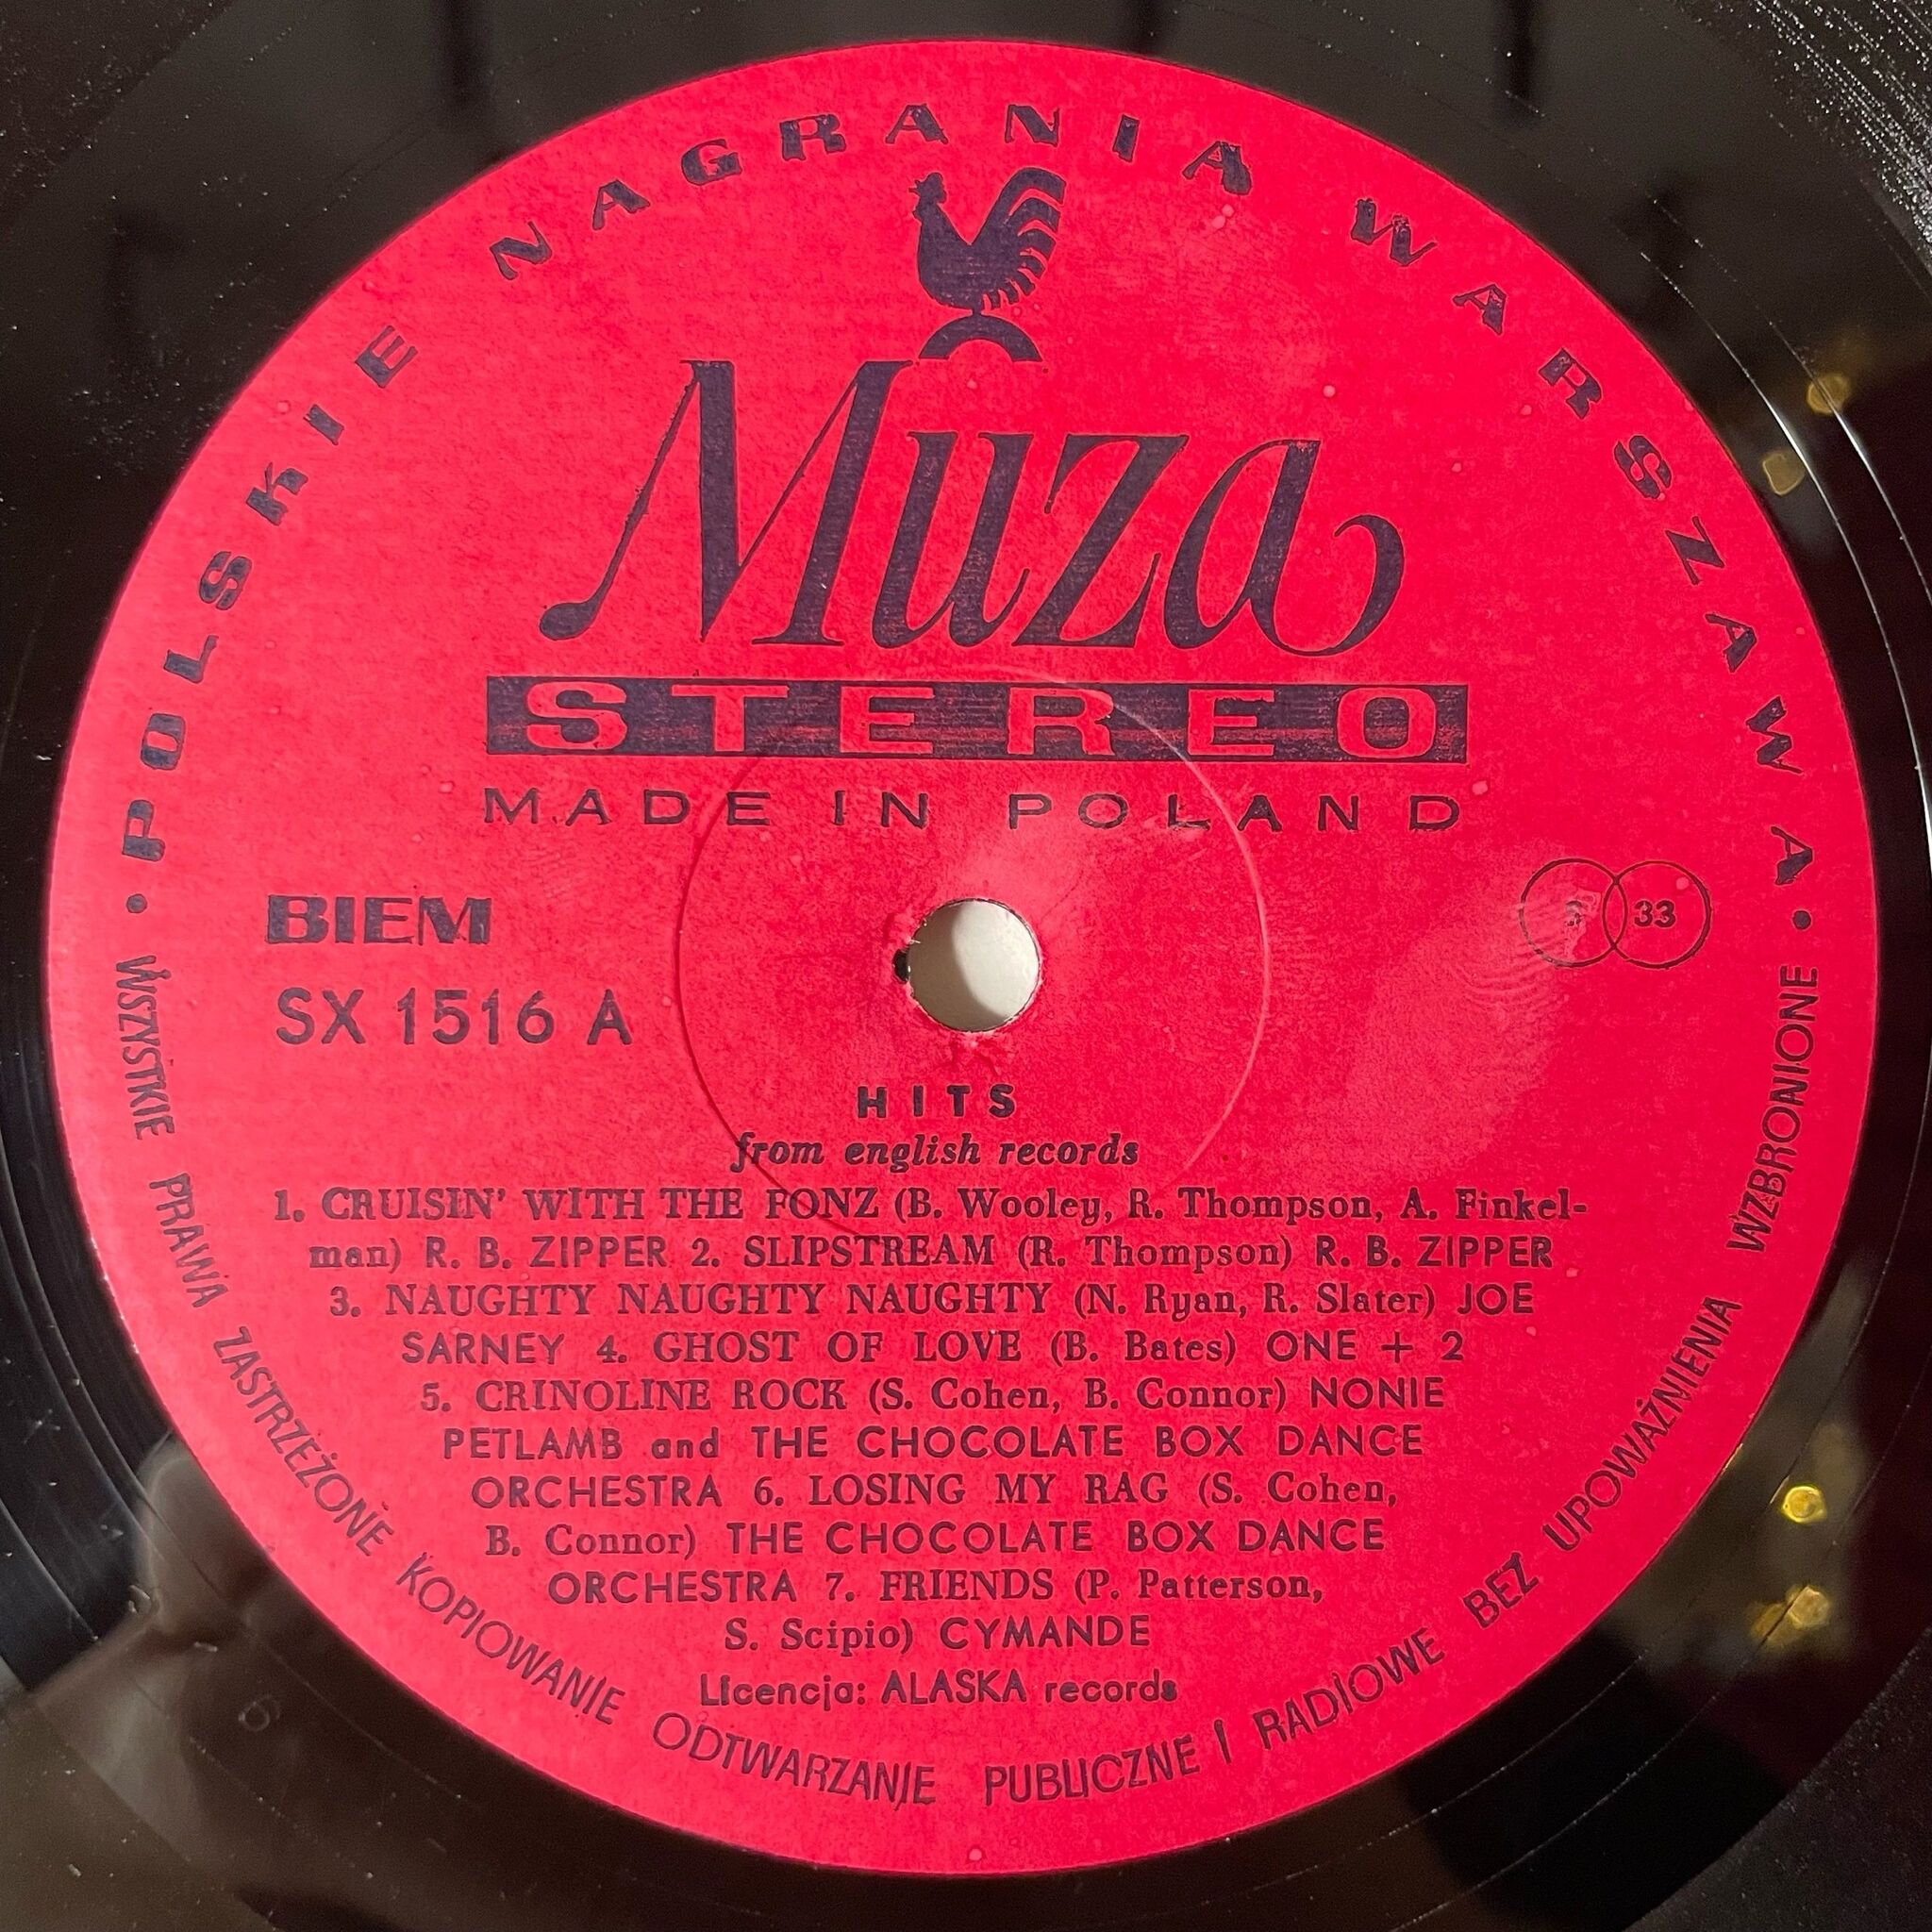 POLSKIE NAGRANIA WARSZAWA
Muza
STEREO
MADE IN POLAND
BIEM
33
SX 1516 A
HITS
from english records
1. CRUISIN' WITH THE FONZ (B. Wooley, R. Thompson, A. Finkel-
man) R. B. ZIPPER 2. SLIPSTREAM (R. Thompson) R. B. ZIPPER
3. NAUGHTY NAUGHTY NAUGHTY (N. Ryan, R. Slater) JOE
SARNEY 4. GHOST OF LOVE (B. Bates) ONE + 2
5. CRINOLINE ROCK (S. Cohen, B. Connor) NONIE
PETLAMB and THE CHOCOLATE BOX DANCE
ORCHESTRA 6. LOSING MY RAG (S. Cohen,
B. Connor) THE CHOCOLATE BOX DANCE
ORCHESTRA 7. FRIENDS (P. Patterson,
S. Scipio) CYMANDE
Licencja: ALASKA records
• WSZYSTKIE PRAWA ZASTRZEŻONE KOPIOWANIE ODTWARZANIE PUBLICZNE I RADIOWE BEZ UPOWAŻNIENIA WZBRONIONE •